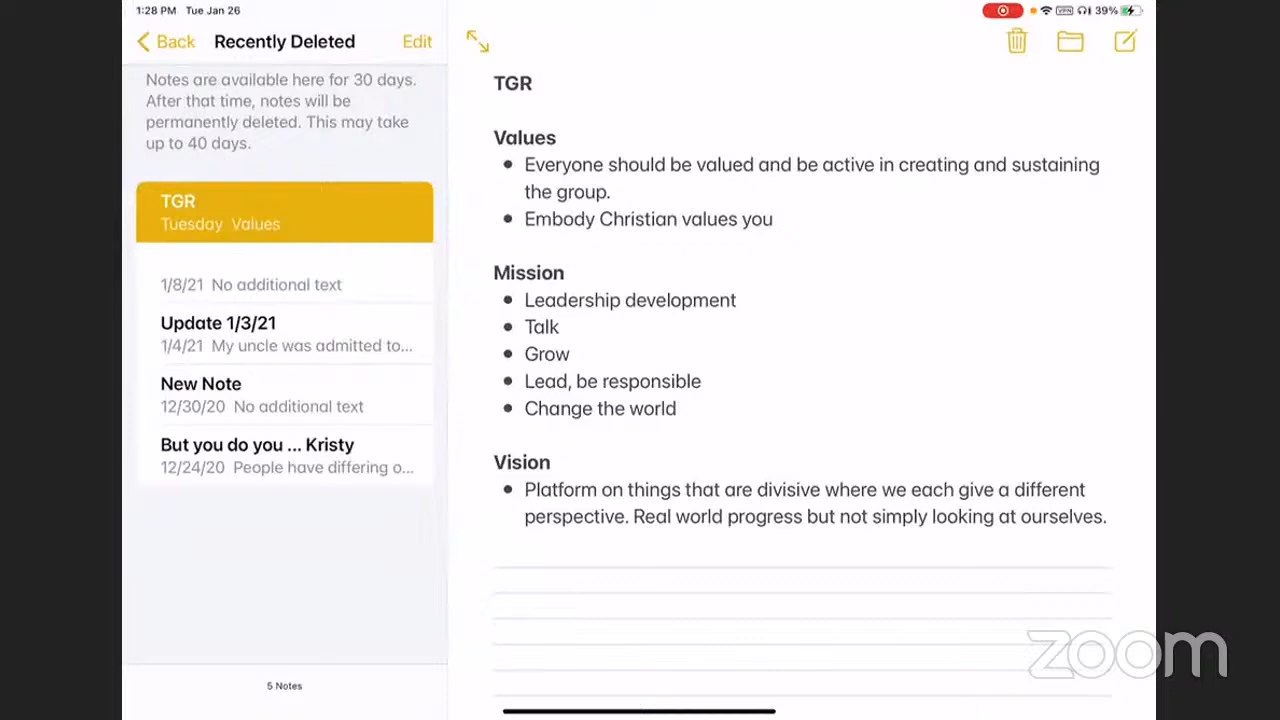 1:28 PM Tue Jan 26
VPN 39%
Back Recently Deleted Edit
Notes are available here for 30 days.
After that time, notes will be
permanently deleted. This may take
up to 40 days.
TGR
Tuesday Values
1/8/21 No additional text
Update 1/3/21
1/4/21 My uncle was admitted to...
New Note
12/30/20 No additional text
But you do you ... Kristy
12/24/20 People have differing o...
5 Notes
TGR
Values
• Everyone should be valued and be active in creating and sustaining
the group.
• Embody Christian values you
Mission
• Leadership development
• Talk
• Grow
• Lead, be responsible
• Change the world
Vision
• Platform on things that are divisive where we each give a different
perspective. Real world progress but not simply looking at ourselves.
zoom